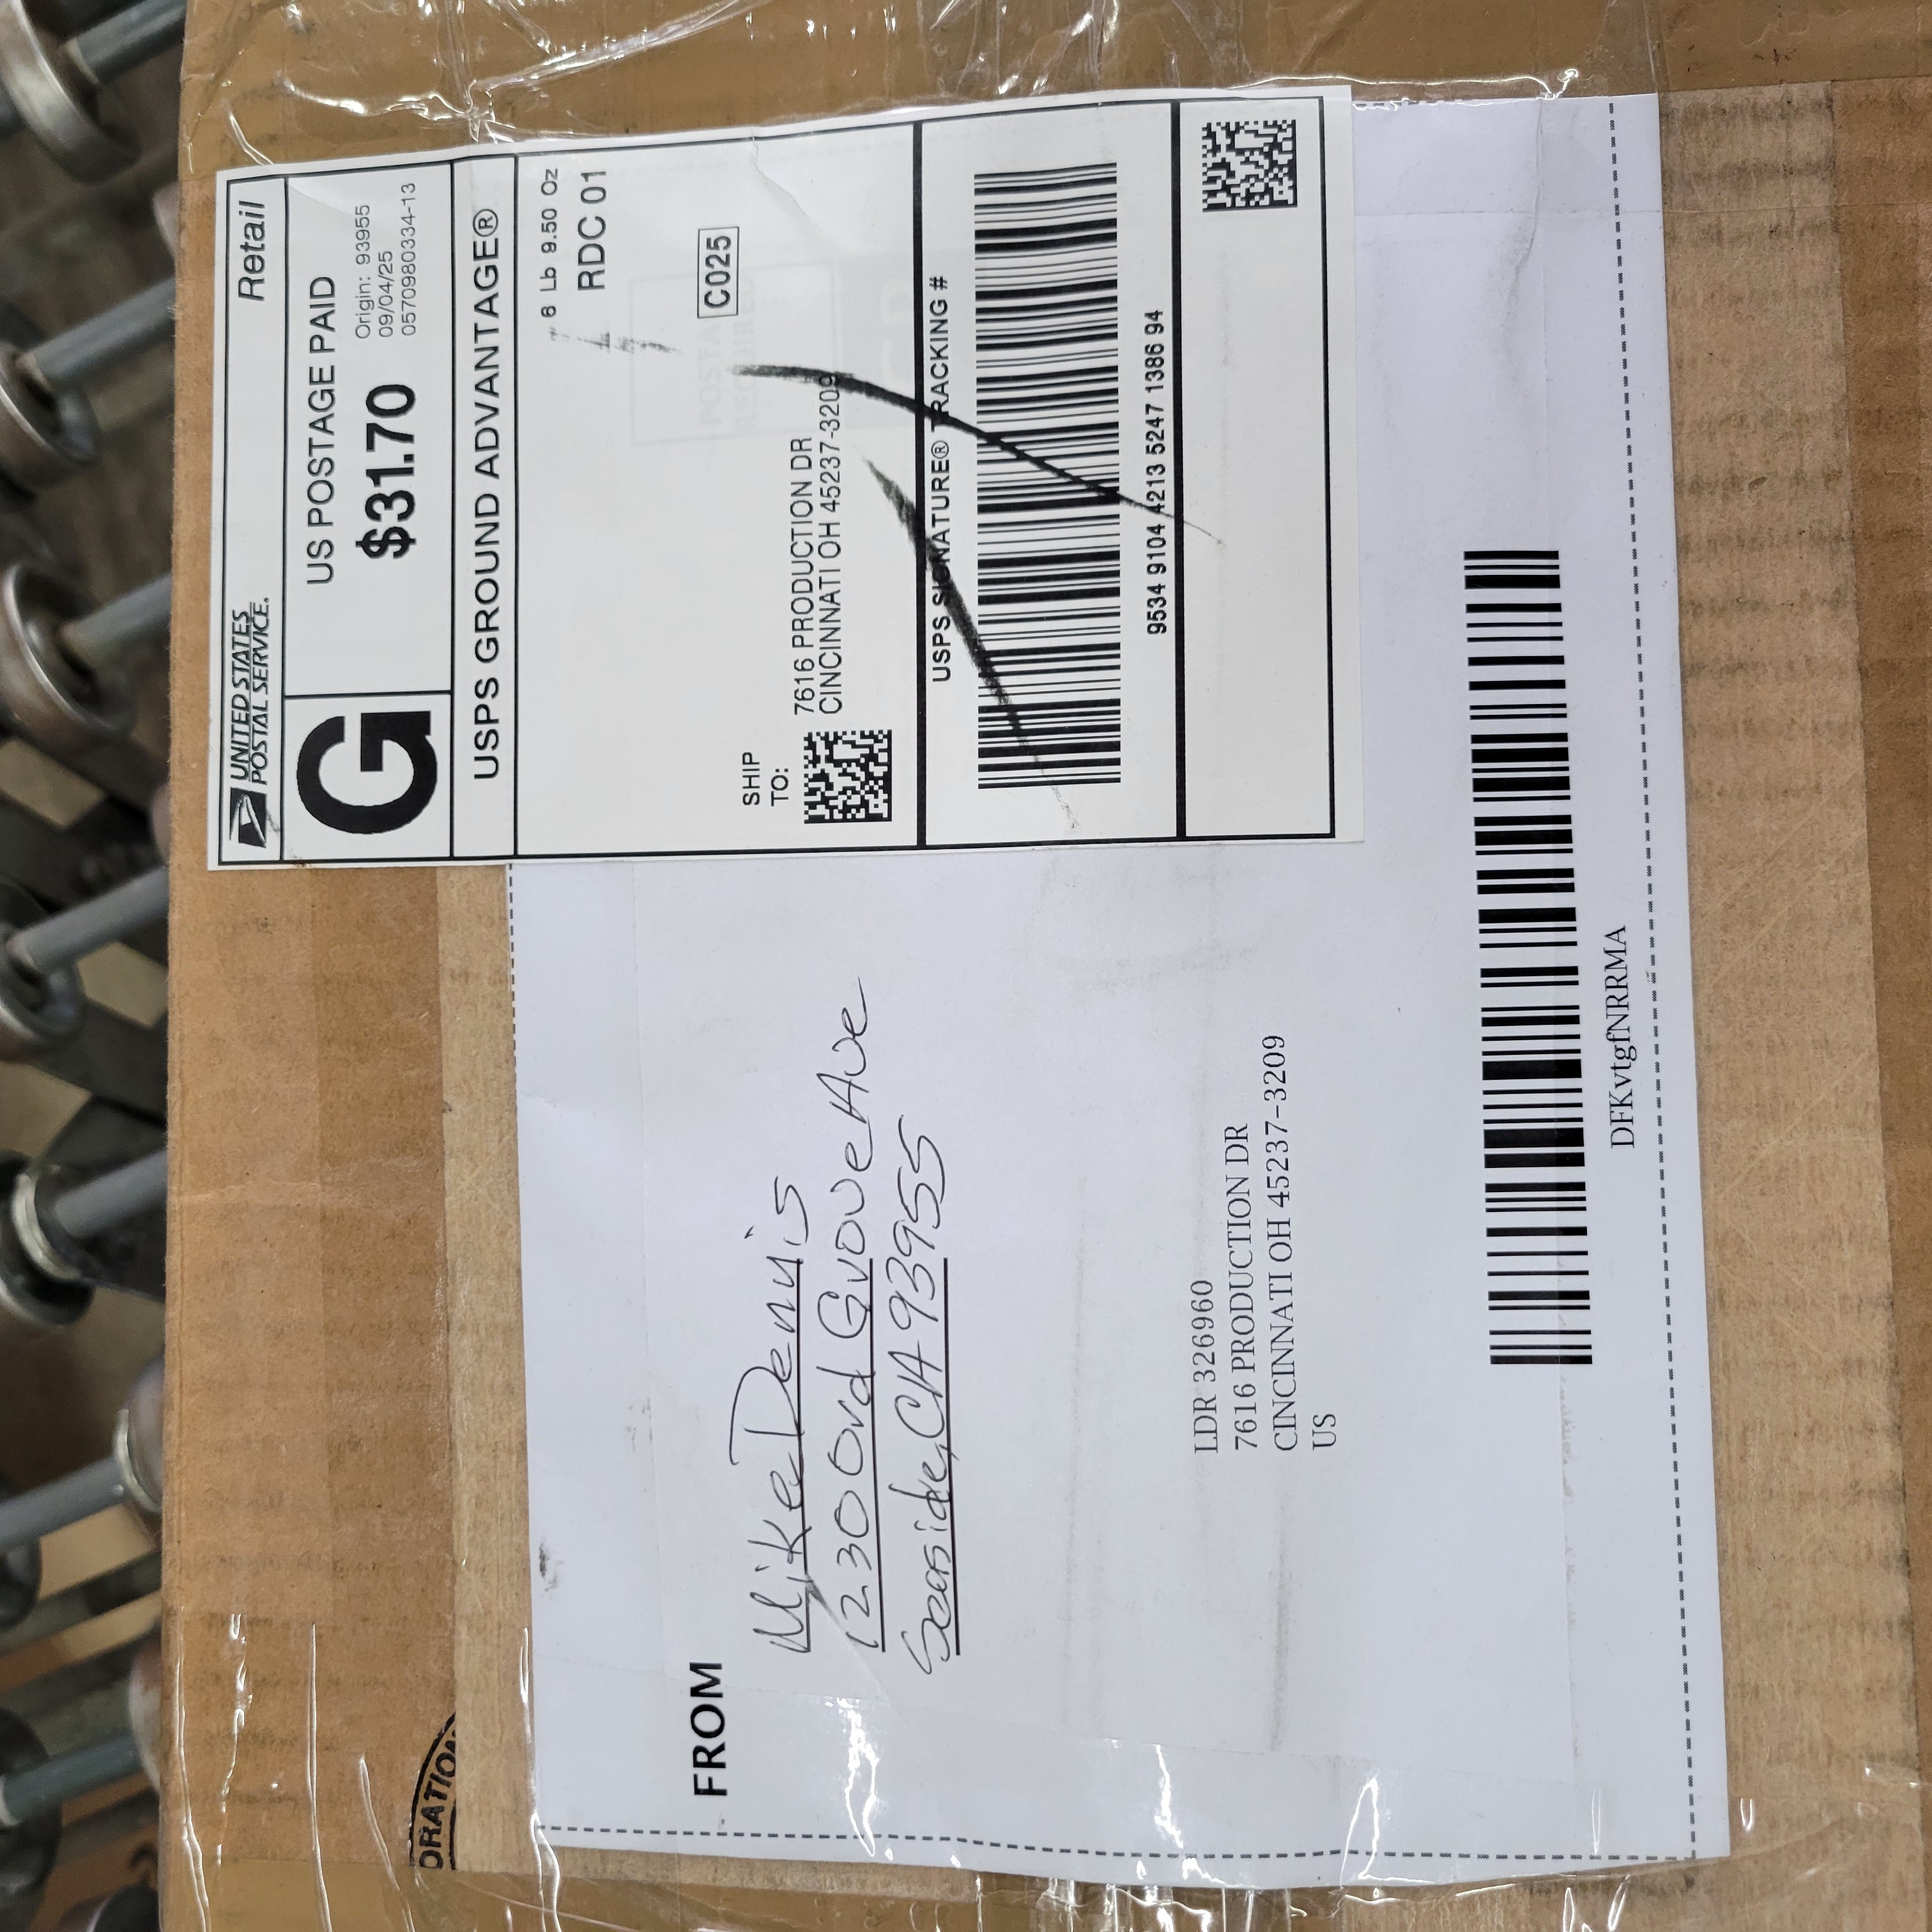 UNITED STATES
POSTAL SERVICE.
Retail
G
US POSTAGE PAID
$31.70
Origin: 93955
09/04/25
0570980334-13
USPS GROUND ADVANTAGE®
Lb 9.50 Oz
RDC 01
C025
SHIP
TO:
7616 PRODUCTION DR
CINCINNATI OH 45237-3209
USPS SIGNATURE® TRACKING #
9534 9104 4213 5247 1386 94
FROM
Mike Dennis
1230 Ord Grove Ave
Seaside, CA 93955
LDR 326960
7616 PRODUCTION DR
CINCINNATI OH 45237-3209
US
DFKvtgfNRRMA
ORATION